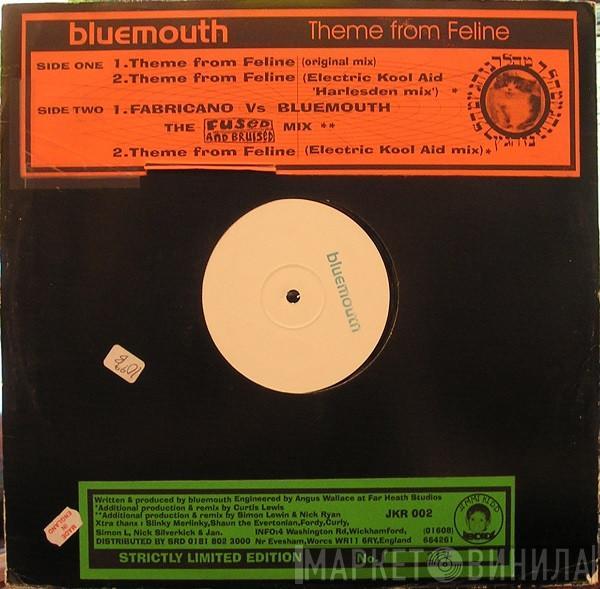 bluemouth Theme from Feline
SIDE ONE 1.Theme from Feline (original mix)
2.Theme from Feline (Electric Kool Aid
'Harlesden mix') *
SIDE TWO 1.FABRICANO Vs BLUEMOUTH
THE FUSED AND BRUISED MIX **
2.Theme from Feline (Electric Kool Aid mix)*
bluemouth
MADE
IN
ENGLAND
Written & produced by bluemouth Engineered by Angus Wallace at Far Heath Studios
*Additional production & remix by Curtis Lewis
**Additional production & remix by Simon Lewin & Nick Ryan JKR 002
Xtra thanx : Slinky Merlinky,Shaun the Evertonian,Fordy,Curly,
Simon L, Nick Silverkick & Jan. INFO:4 Washington Rd,Wickhamford, (01608)
DISTRIBUTED BY SRD 0181 802 3000 Nr Evesham,Worcs WR11 6RY,England 664261
STRICTLY LIMITED EDITION No.
МАРКЕТ ВИНИЛА